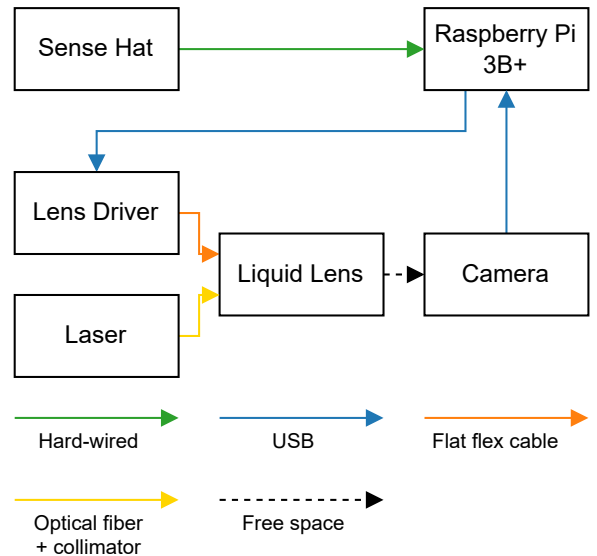 Sense Hat
Raspberry Pi
3B+
Lens Driver
Liquid Lens
Camera
Laser
Hard-wired
USB
Flat flex cable
Optical fiber
+ collimator
Free space